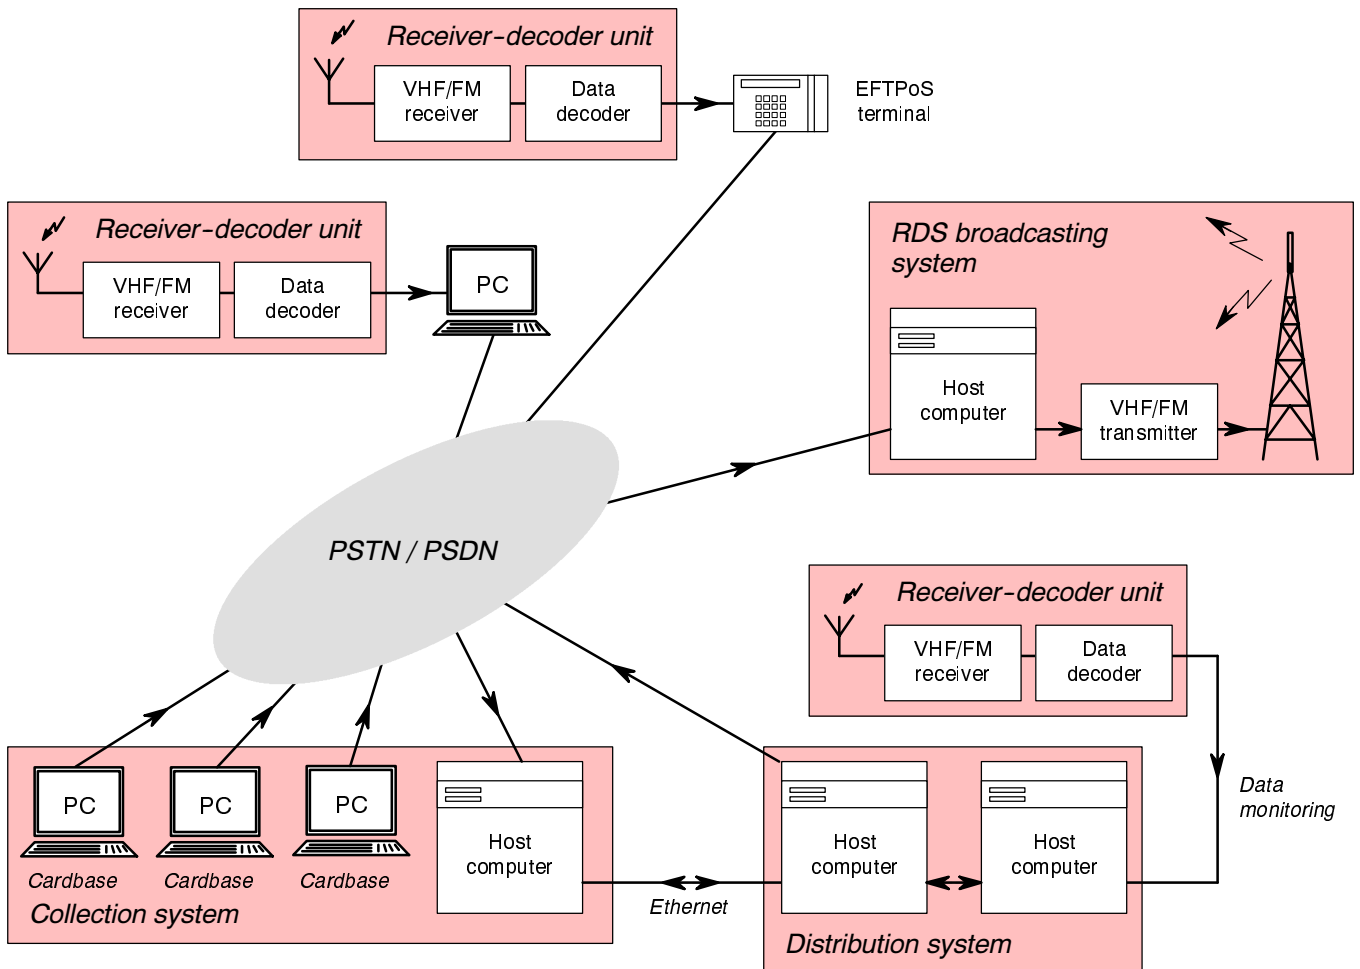 Receiver-decoder unit
VHF/FM
receiver
Data
decoder
EFTPoS
terminal
Receiver-decoder unit
VHF/FM
receiver
Data
decoder
PC
RDS broadcasting
system
Host
computer
VHF/FM
transmitter
PSTN / PSDN
Receiver-decoder unit
VHF/FM
receiver
Data
decoder
Data
monitoring
PC
PC
PC
Cardbase
Cardbase
Cardbase
Host
computer
Collection system
Ethernet
Host
computer
Host
computer
Distribution system